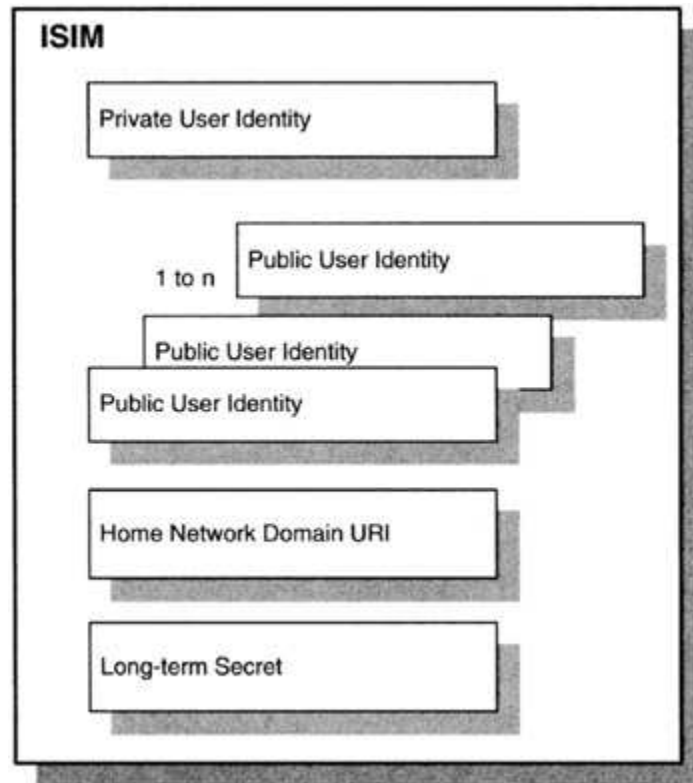 ISIM
Private User Identity
Public User Identity
1 to n
Public User Identity
Public User Identity
Home Network Domain URI
Long-term Secret